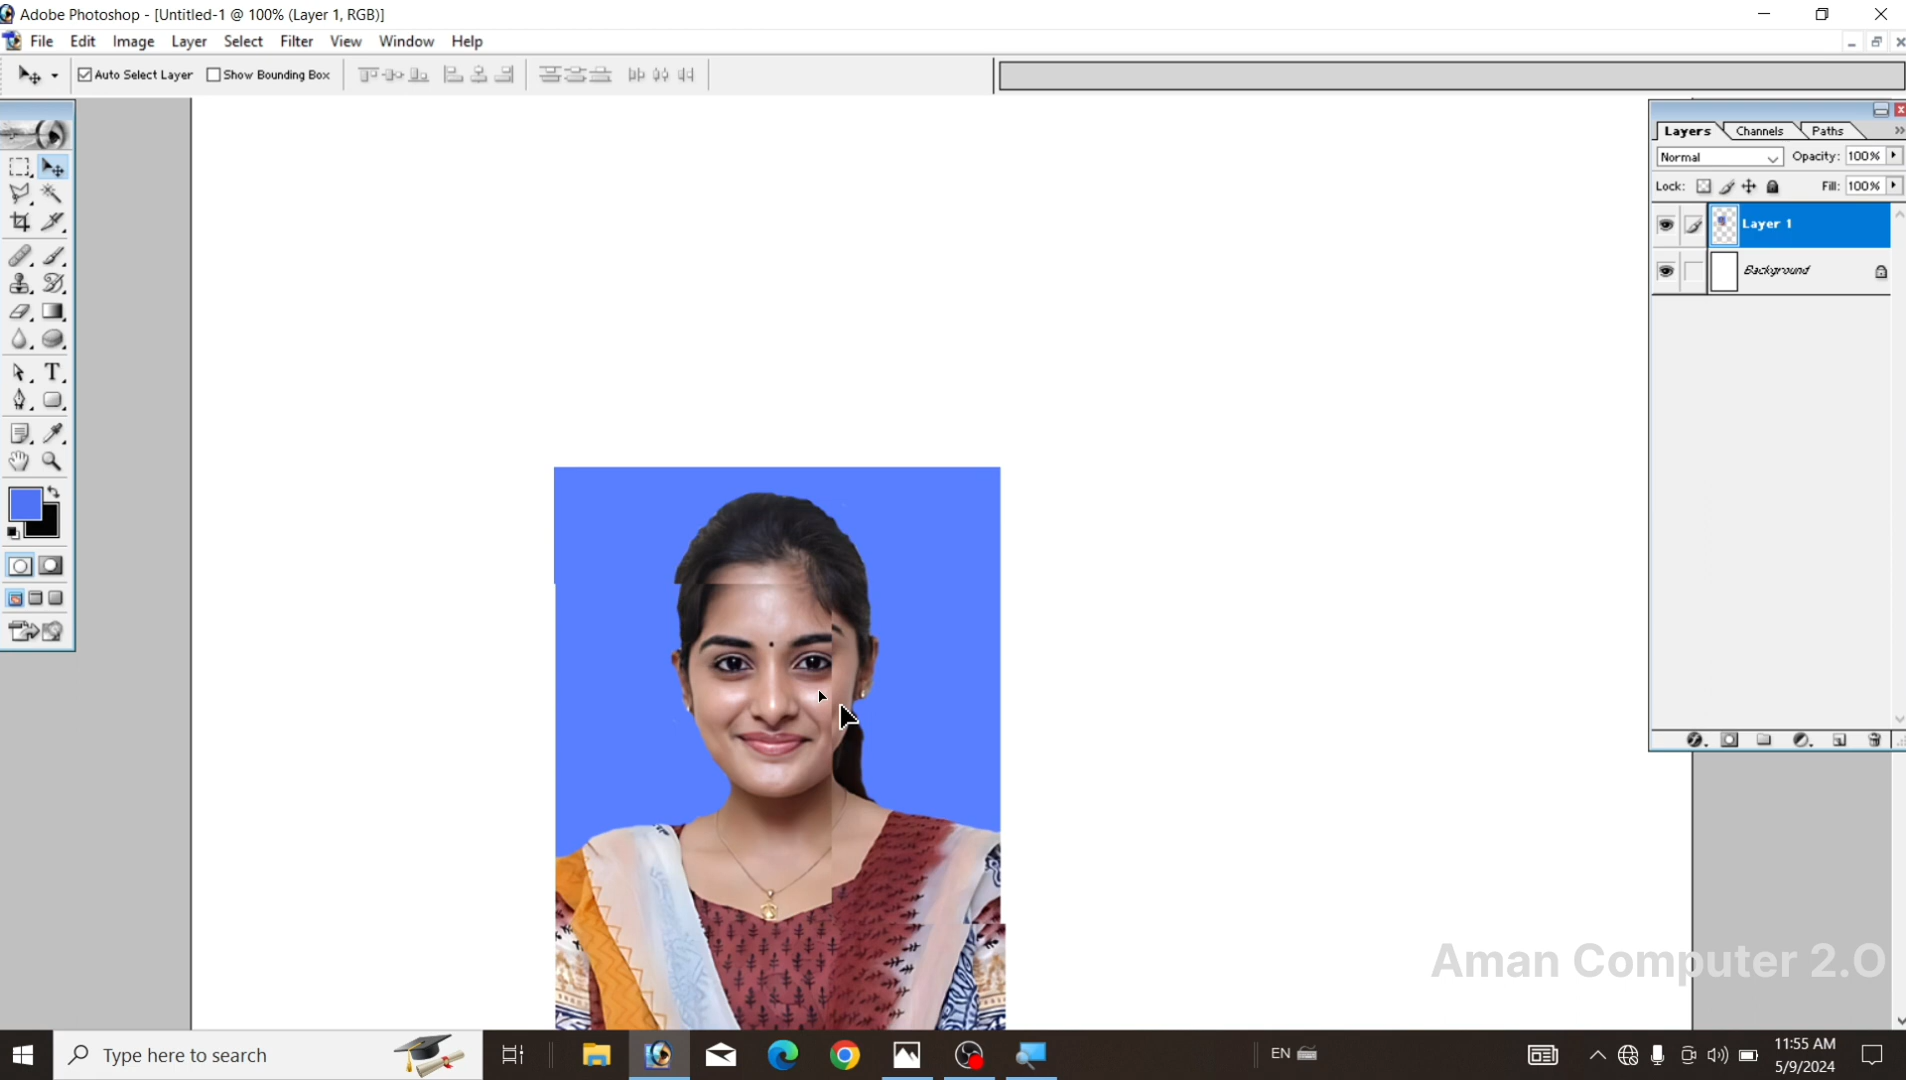 Adobe Photoshop - [Untitled-1 @ 100% (Layer 1, RGB)]
File Edit Image Layer Select Filter View Window Help
Auto Select Layer Show Bounding Box
Layers Channels Paths
Normal Opacity: 100%
Lock: Fill: 100%
Layer 1
Background
T
Aman Computer 2.0
Type here to search
EN
11:55 AM
5/9/2024